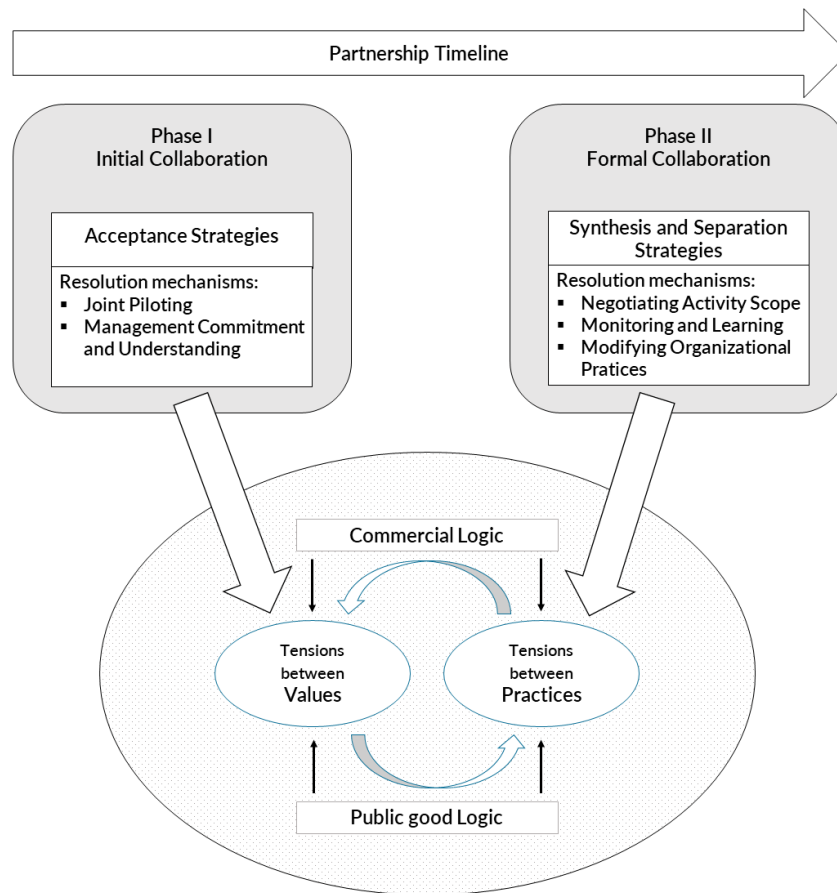 Partnership Timeline
Phase I
Initial Collaboration
Acceptance Strategies
Resolution mechanisms:
▪ Joint Piloting
▪ Management Commitment
and Understanding
Phase II
Formal Collaboration
Synthesis and Separation
Strategies
Resolution mechanisms:
▪ Negotiating Activity Scope
▪ Monitoring and Learning
▪ Modifying Organizational
Pratices
Commercial Logic
Tensions
between
Values
Tensions
between
Practices
Public good Logic